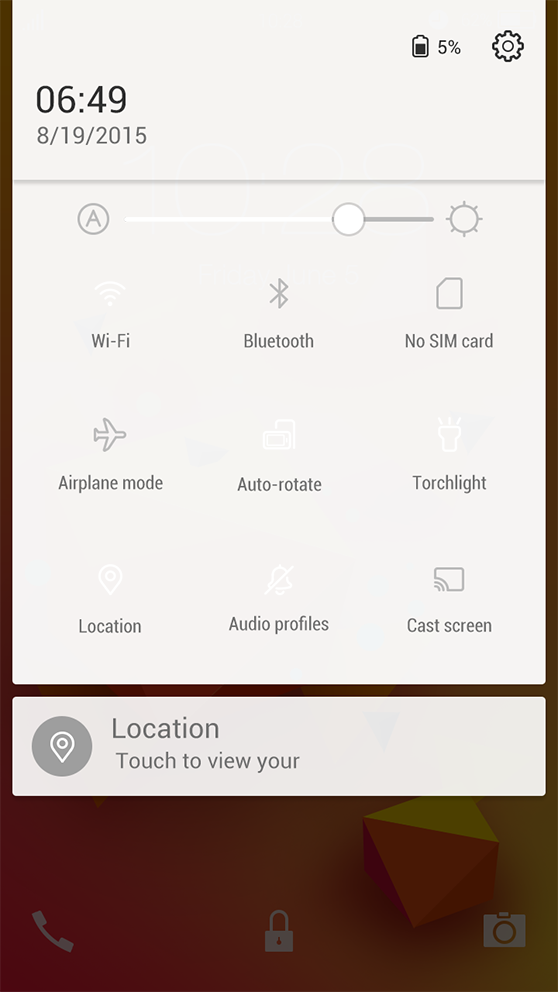 5%
06:49
8/19/2015
A
Wi-Fi
Bluetooth
No SIM card
Airplane mode
Auto-rotate
Torchlight
Location
Audio profiles
Cast screen
Location
Touch to view your